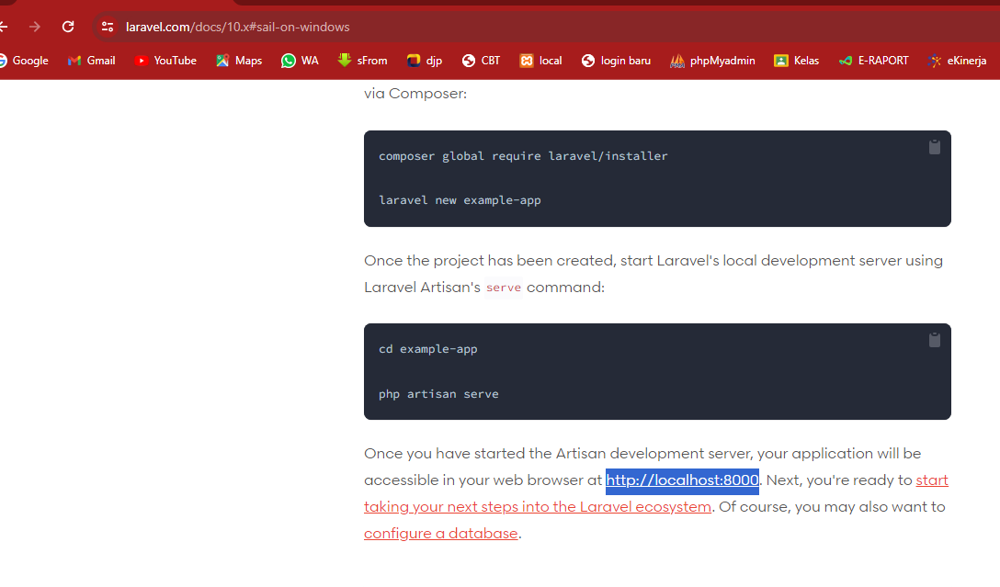 laravel.com/docs/10.x#sail-on-windows
Google Gmail YouTube Maps WA sFrom djp CBT local login baru phpMyadmin Kelas E-RAPORT eKinerja
via Composer:
composer global require laravel/installer
laravel new example-app
Once the project has been created, start Laravel's local development server using
Laravel Artisan's serve command:
cd example-app
php artisan serve
Once you have started the Artisan development server, your application will be
accessible in your web browser at http://localhost:8000. Next, you're ready to start
taking your next steps into the Laravel ecosystem. Of course, you may also want to
configure a database.